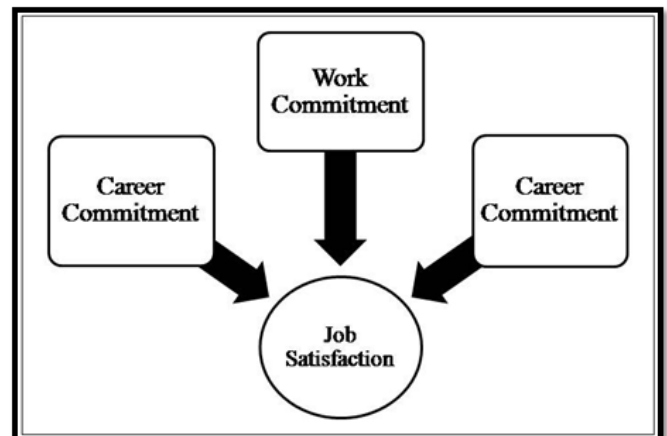 Work
Commitment
Career
Commitment
Career
Commitment
Job
Satisfaction